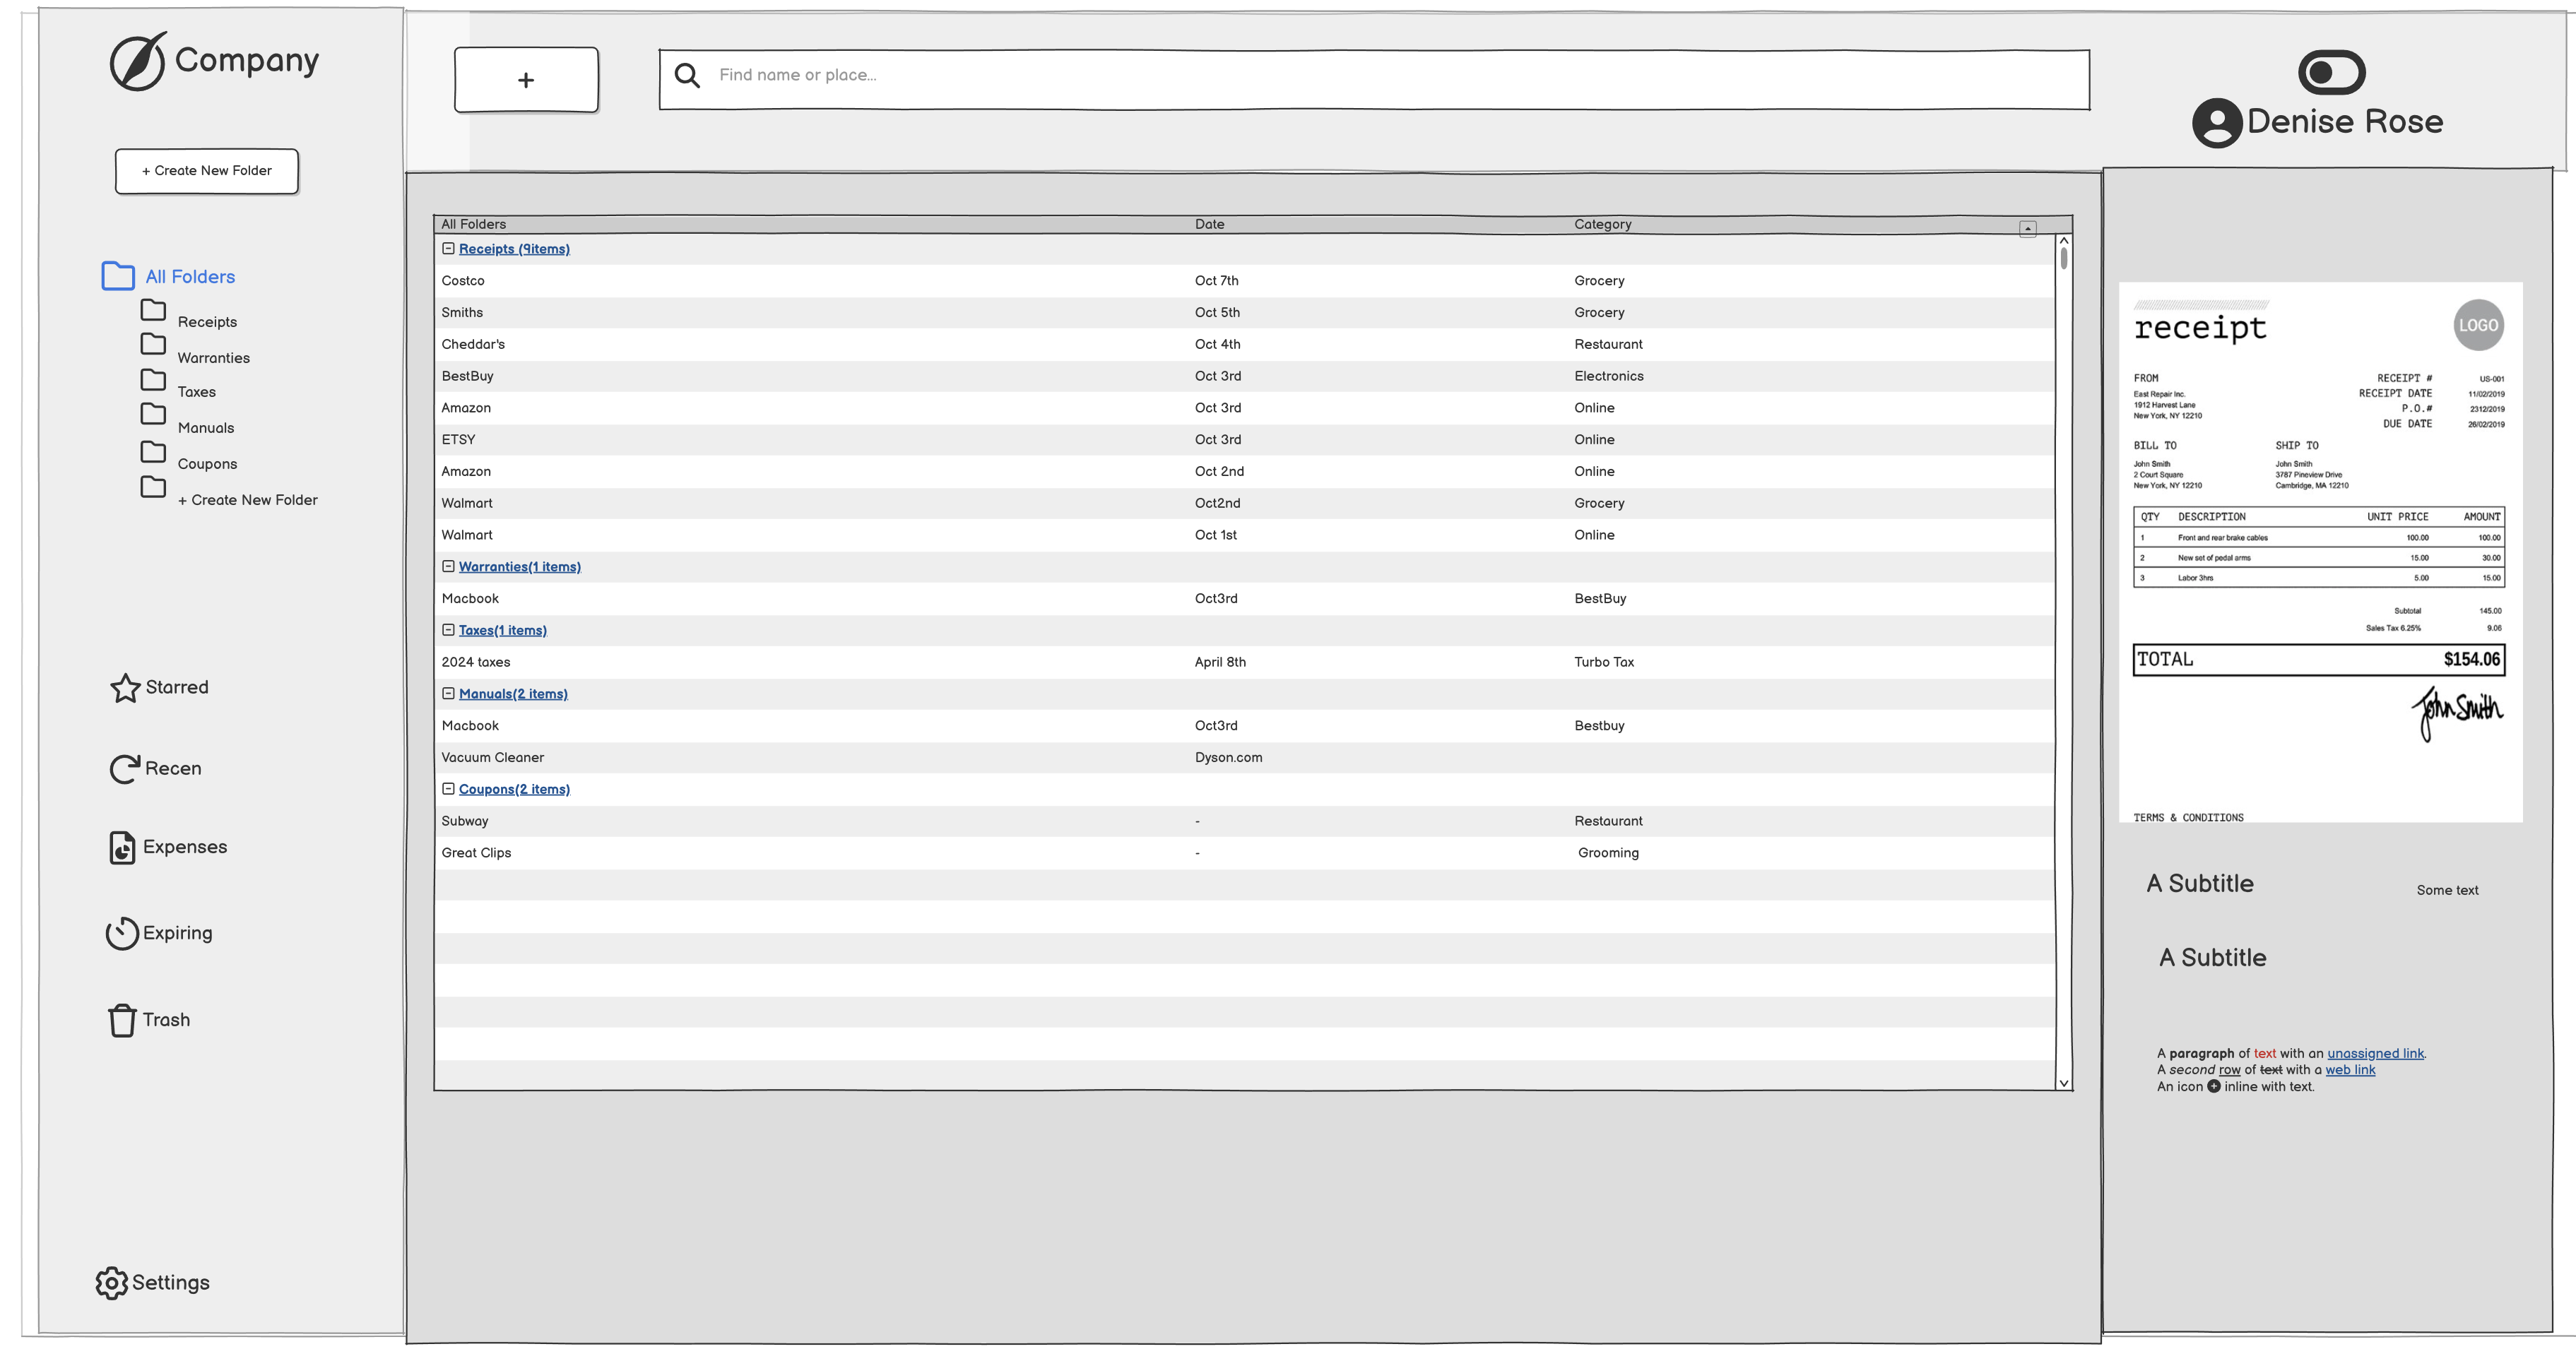 Company
+ Create New Folder
All Folders
Receipts
Warranties
Taxes
Manuals
Coupons
+ Create New Folder
Starred
Recen
Expenses
Expiring
Trash
Settings
+
Find name or place...
Denise Rose
All Folders Date Category
Receipts (9items)
Costco Oct 7th Grocery
Smiths Oct 5th Grocery
Cheddar's Oct 4th Restaurant
BestBuy Oct 3rd Electronics
Amazon Oct 3rd Online
ETSY Oct 3rd Online
Amazon Oct 2nd Online
Walmart Oct2nd Grocery
Walmart Oct 1st Online
Warranties(1 items)
Macbook Oct3rd BestBuy
Taxes(1 items)
2024 taxes April 8th Turbo Tax
Manuals(2 items)
Macbook Oct3rd Bestbuy
Vacuum Cleaner Dyson.com
Coupons(2 items)
Subway - Restaurant
Great Clips - Grooming
receipt LOGO
FROM RECEIPT # US-001
East Repair Inc. RECEIPT DATE 11/02/2019
1912 Harvest Lane P.O.# 2312/2019
New York, NY 12210 DUE DATE 26/02/2019
BILL TO SHIP TO
John Smith John Smith
2 Court Square 3787 Pineview Drive
New York, NY 12210 Cambridge, MA 12210
QTY DESCRIPTION UNIT PRICE AMOUNT
1 Front and rear brake cables 100.00 100.00
2 New set of pedal arms 15.00 30.00
3 Labor 3hrs 5.00 15.00
Subtotal 145.00
Sales Tax 6.25% 9.06
TOTAL $154.06
John Smith
TERMS & CONDITIONS
A Subtitle Some text
A Subtitle
A paragraph of text with an unassigned link.
A second row of text with a web link
An icon inline with text.